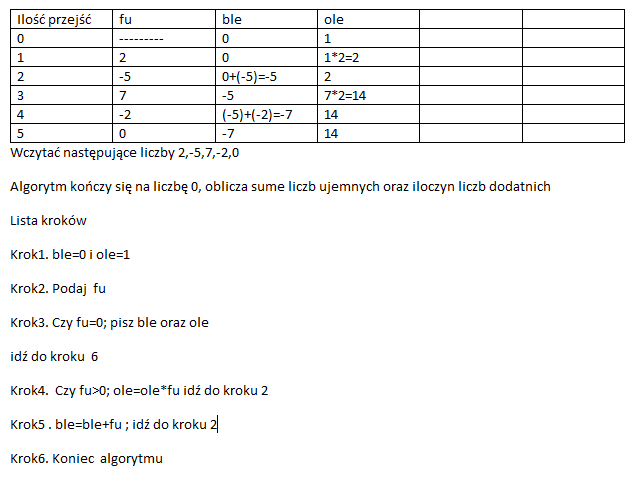 Ilość przejść fu ble ole
0 --------- 0 1
1 2 0 1*2=2
2 -5 0+(-5)=-5 2
3 7 -5 7*2=14
4 -2 (-5)+(-2)=-7 14
5 0 -7 14
Wczytać następujące liczby 2,-5,7,-2,0
Algorytm kończy się na liczbę 0, oblicza sume liczb ujemnych oraz iloczyn liczb dodatnich
Lista kroków
Krok1. ble=0 i ole=1
Krok2. Podaj fu
Krok3. Czy fu=0; pisz ble oraz ole
idź do kroku 6
Krok4. Czy fu>0; ole=ole*fu idź do kroku 2
Krok5 . ble=ble+fu ; idź do kroku 2
Krok6. Koniec algorytmu